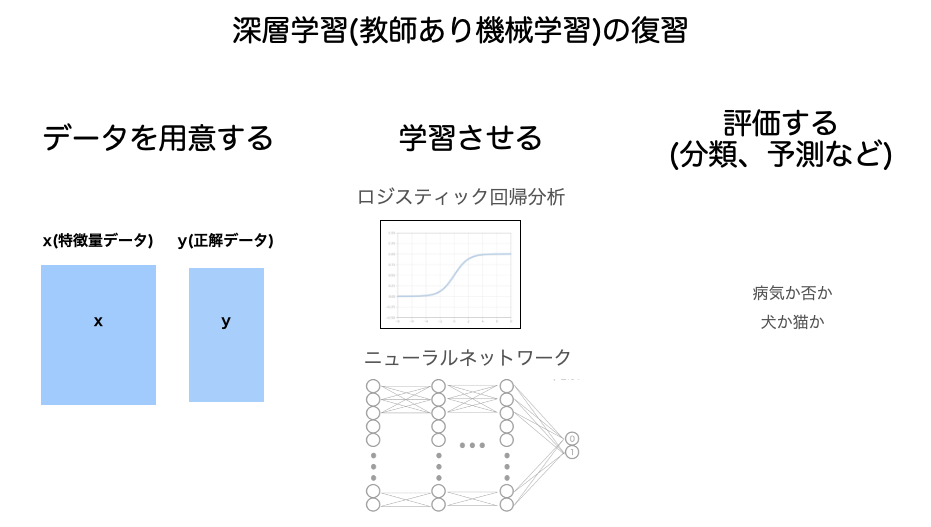 深層学習(教師あり機械学習)の復習
データを用意する
x(特徴量データ) y(正解データ)
x
y
学習させる
ロジスティック回帰分析
ニューラルネットワーク
0
1
評価する
(分類、予測など)
病気か否か
犬か猫か